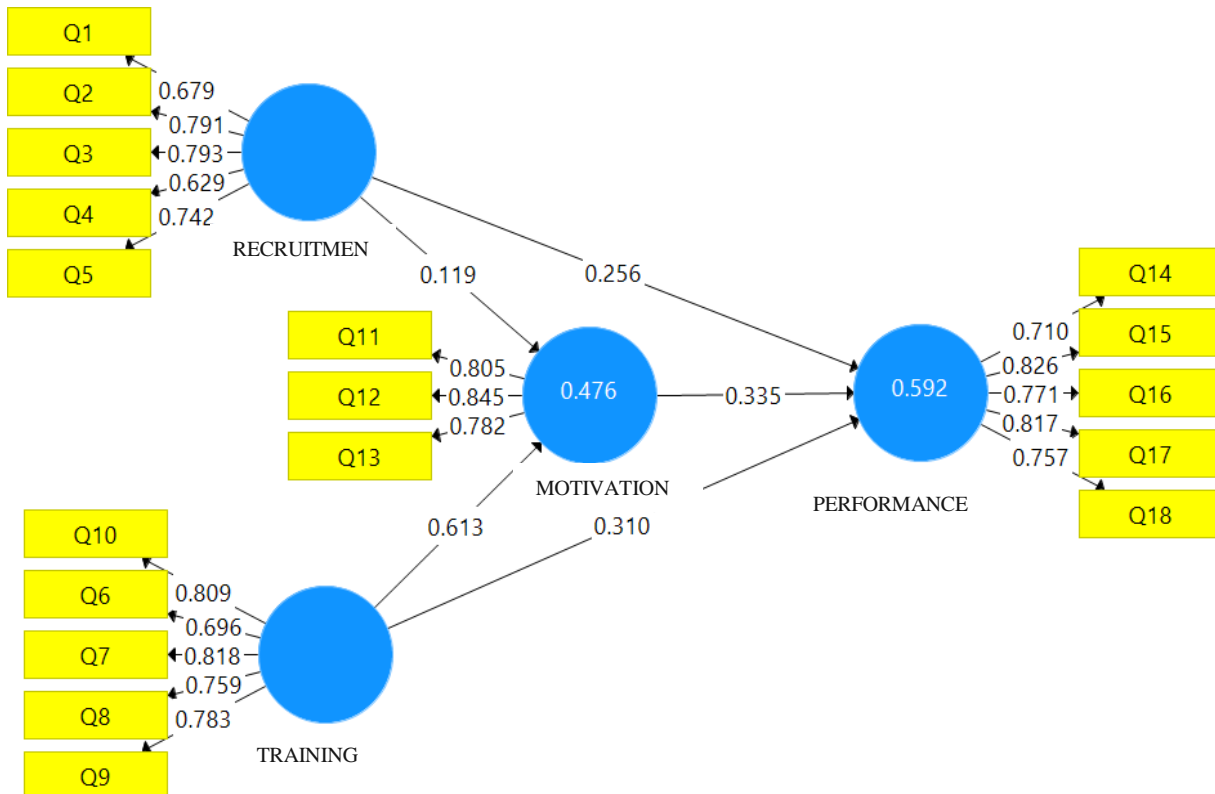 Q1
Q2
Q3
Q4
Q5
0.679
0.791
0.793
0.629
0.742
RECRUITMEN
0.119
0.256
Q11
Q12
Q13
0.805
0.845
0.782
0.476
MOTIVATION
0.335
0.592
PERFORMANCE
0.710
0.826
0.771
0.817
0.757
Q14
Q15
Q16
Q17
Q18
0.613
0.310
Q10
Q6
Q7
Q8
Q9
0.809
0.696
0.818
0.759
0.783
TRAINING